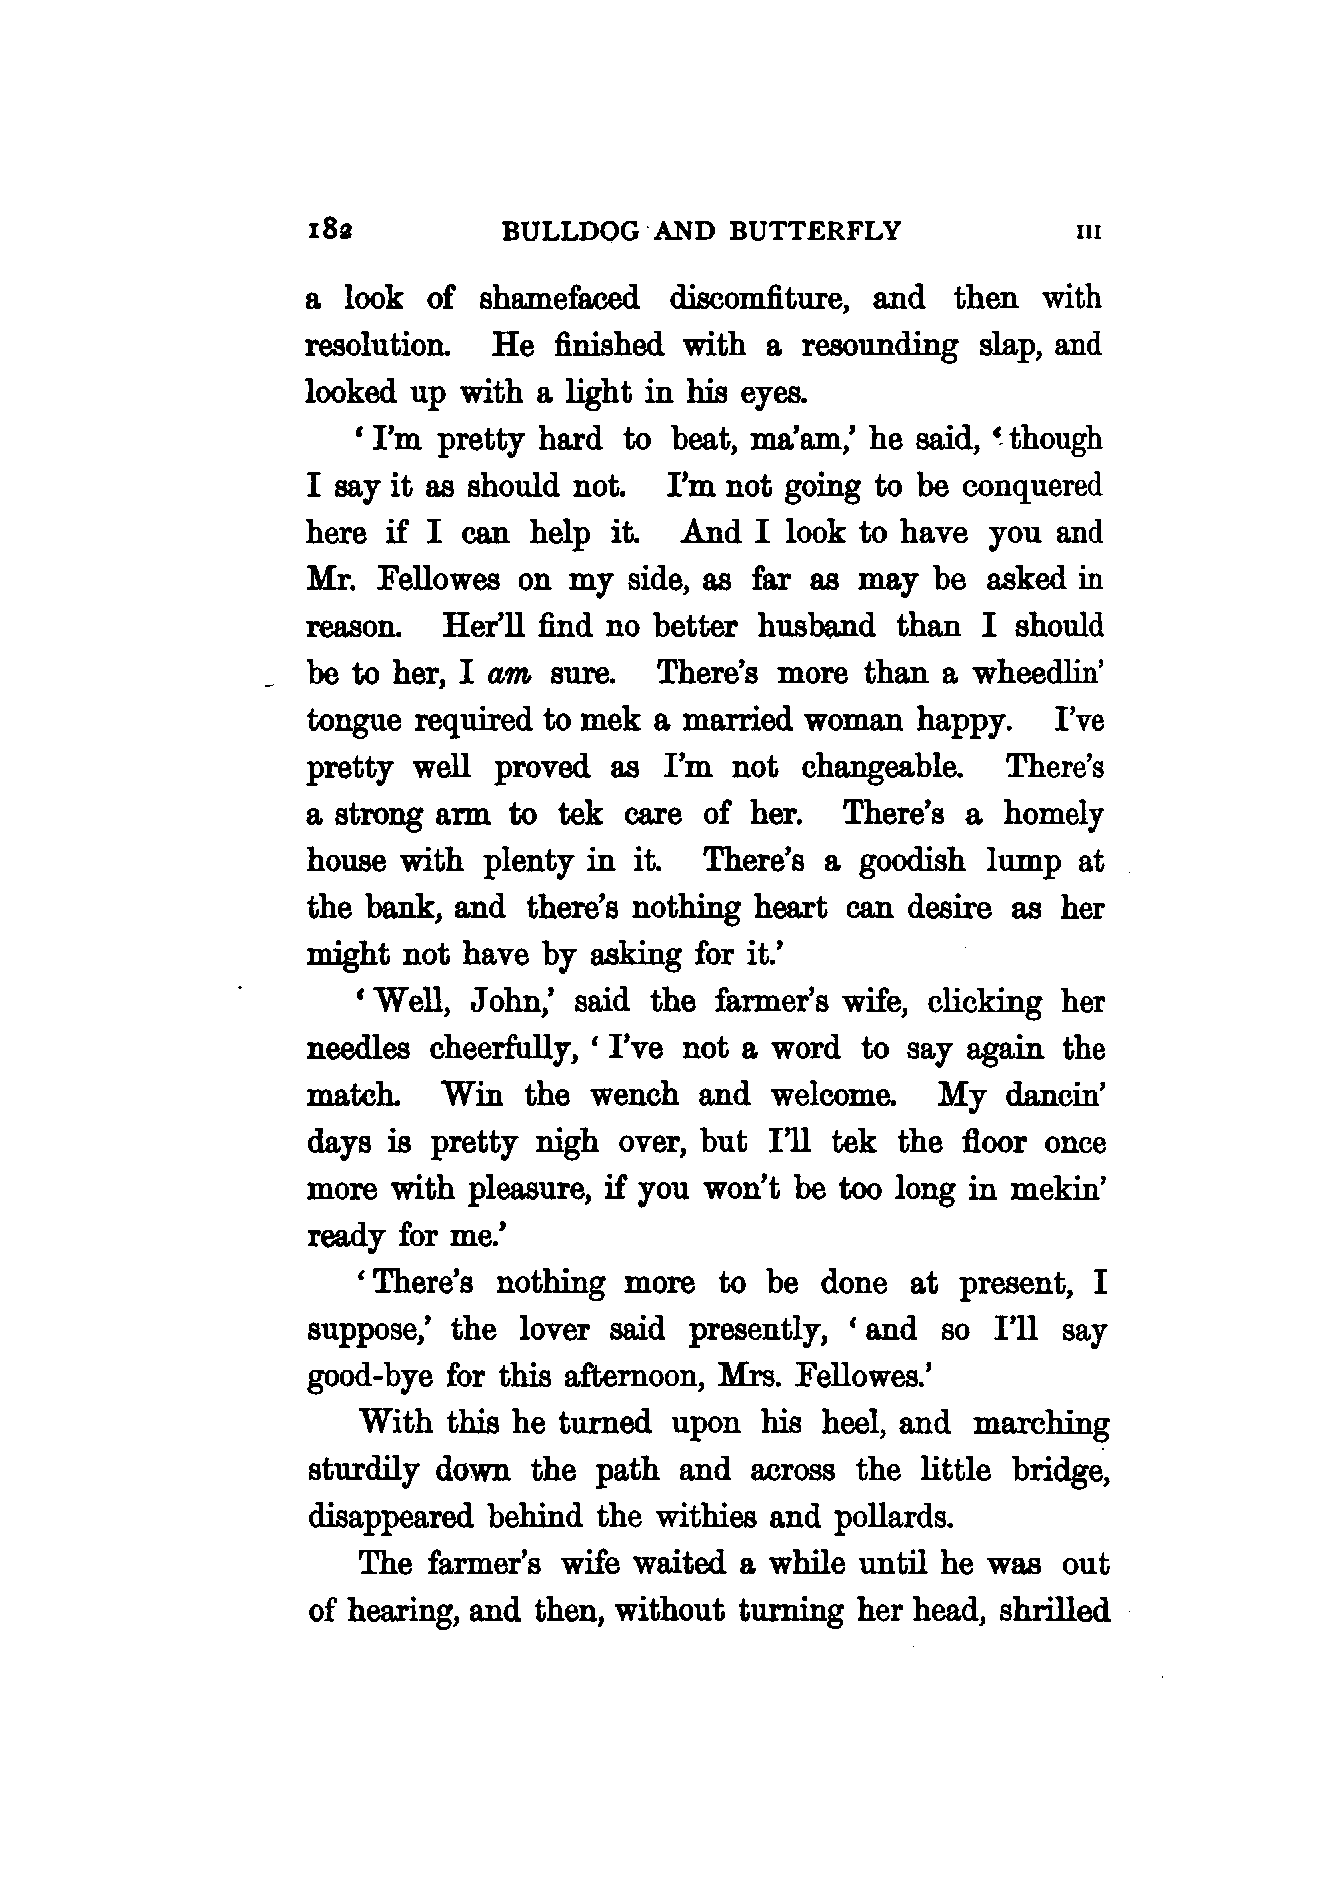 182 BULLDOG AND BUTTERFLY III
a look of shamefaced discomfiture, and then with
resolution. He finished with a resounding slap, and
looked up with a light in his eyes.
‘I’m pretty hard to beat, ma’am,’ he said, ‘though
I say it as should not. I’m not going to be conquered
here if I can help it. And I look to have you and
Mr. Fellowes on my side, as far as may be asked in
reason. Her’ll find no better husband than I should
be to her, I am sure. There’s more than a wheedlin’
tongue required to mek a married woman happy. I’ve
pretty well proved as I’m not changeable. There’s
a strong arm to tek care of her. There’s a homely
house with plenty in it. There’s a goodish lump at
the bank, and there’s nothing heart can desire as her
might not have by asking for it.’
‘Well, John,’ said the farmer’s wife, clicking her
needles cheerfully, ‘I’ve not a word to say again the
match. Win the wench and welcome. My dancin’
days is pretty nigh over, but I’ll tek the floor once
more with pleasure, if you won’t be too long in mekin’
ready for me.’
‘There’s nothing more to be done at present, I
suppose,’ the lover said presently, ‘and so I’ll say
good-bye for this afternoon, Mrs. Fellowes.’
With this he turned upon his heel, and marching
sturdily down the path and across the little bridge,
disappeared behind the withies and pollards.
The farmer’s wife waited a while until he was out
of hearing, and then, without turning her head, shrilled